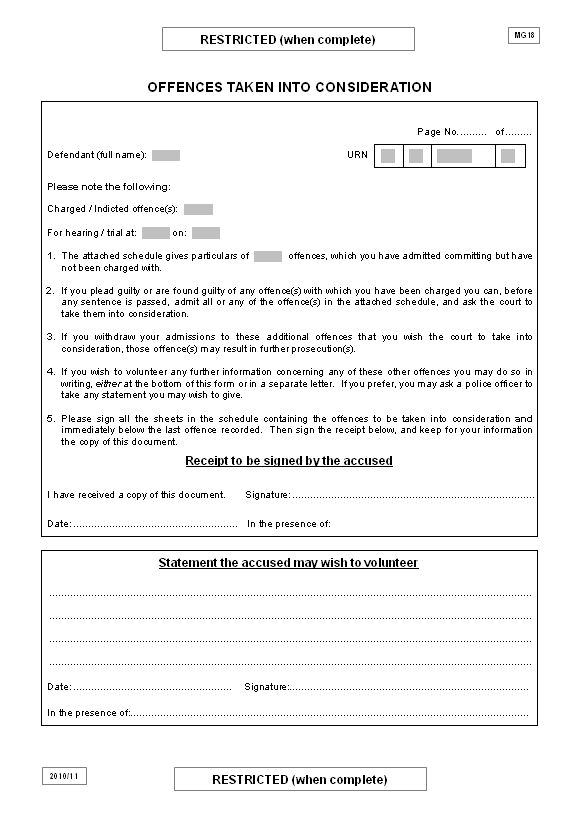 RESTRICTED (when complete)
MG18
OFFENCES TAKEN INTO CONSIDERATION
Page No.......... of.........
Defendant (full name):
URN
Please note the following:
Charged / Indicted offence(s):
For hearing / trial at: on:
1. The attached schedule gives particulars of offences, which you have admitted committing but have
not been charged with.
2. If you plead guilty or are found guilty of any offence(s) with which you have been charged you can, before
any sentence is passed, admit all or any of the offence(s) in the attached schedule, and ask the court to
take them into consideration.
3. If you withdraw your admissions to these additional offences that you wish the court to take into
consideration, those offence(s) may result in further prosecution(s).
4. If you wish to volunteer any further information concerning any of these other offences you may do so in
writing, either at the bottom of this form or in a separate letter. If you prefer, you may ask a police officer to
take any statement you may wish to give.
5. Please sign all the sheets in the schedule containing the offences to be taken into consideration and
immediately below the last offence recorded. Then sign the receipt below, and keep for your information
the copy of this document.
Receipt to be signed by the accused
I have received a copy of this document. Signature:..................................................................................
Date:........................................................ In the presence of:
Statement the accused may wish to volunteer
Date:...................................................... Signature:.................................................................................
In the presence of:.......................................................................................................................................
2010/11
RESTRICTED (when complete)